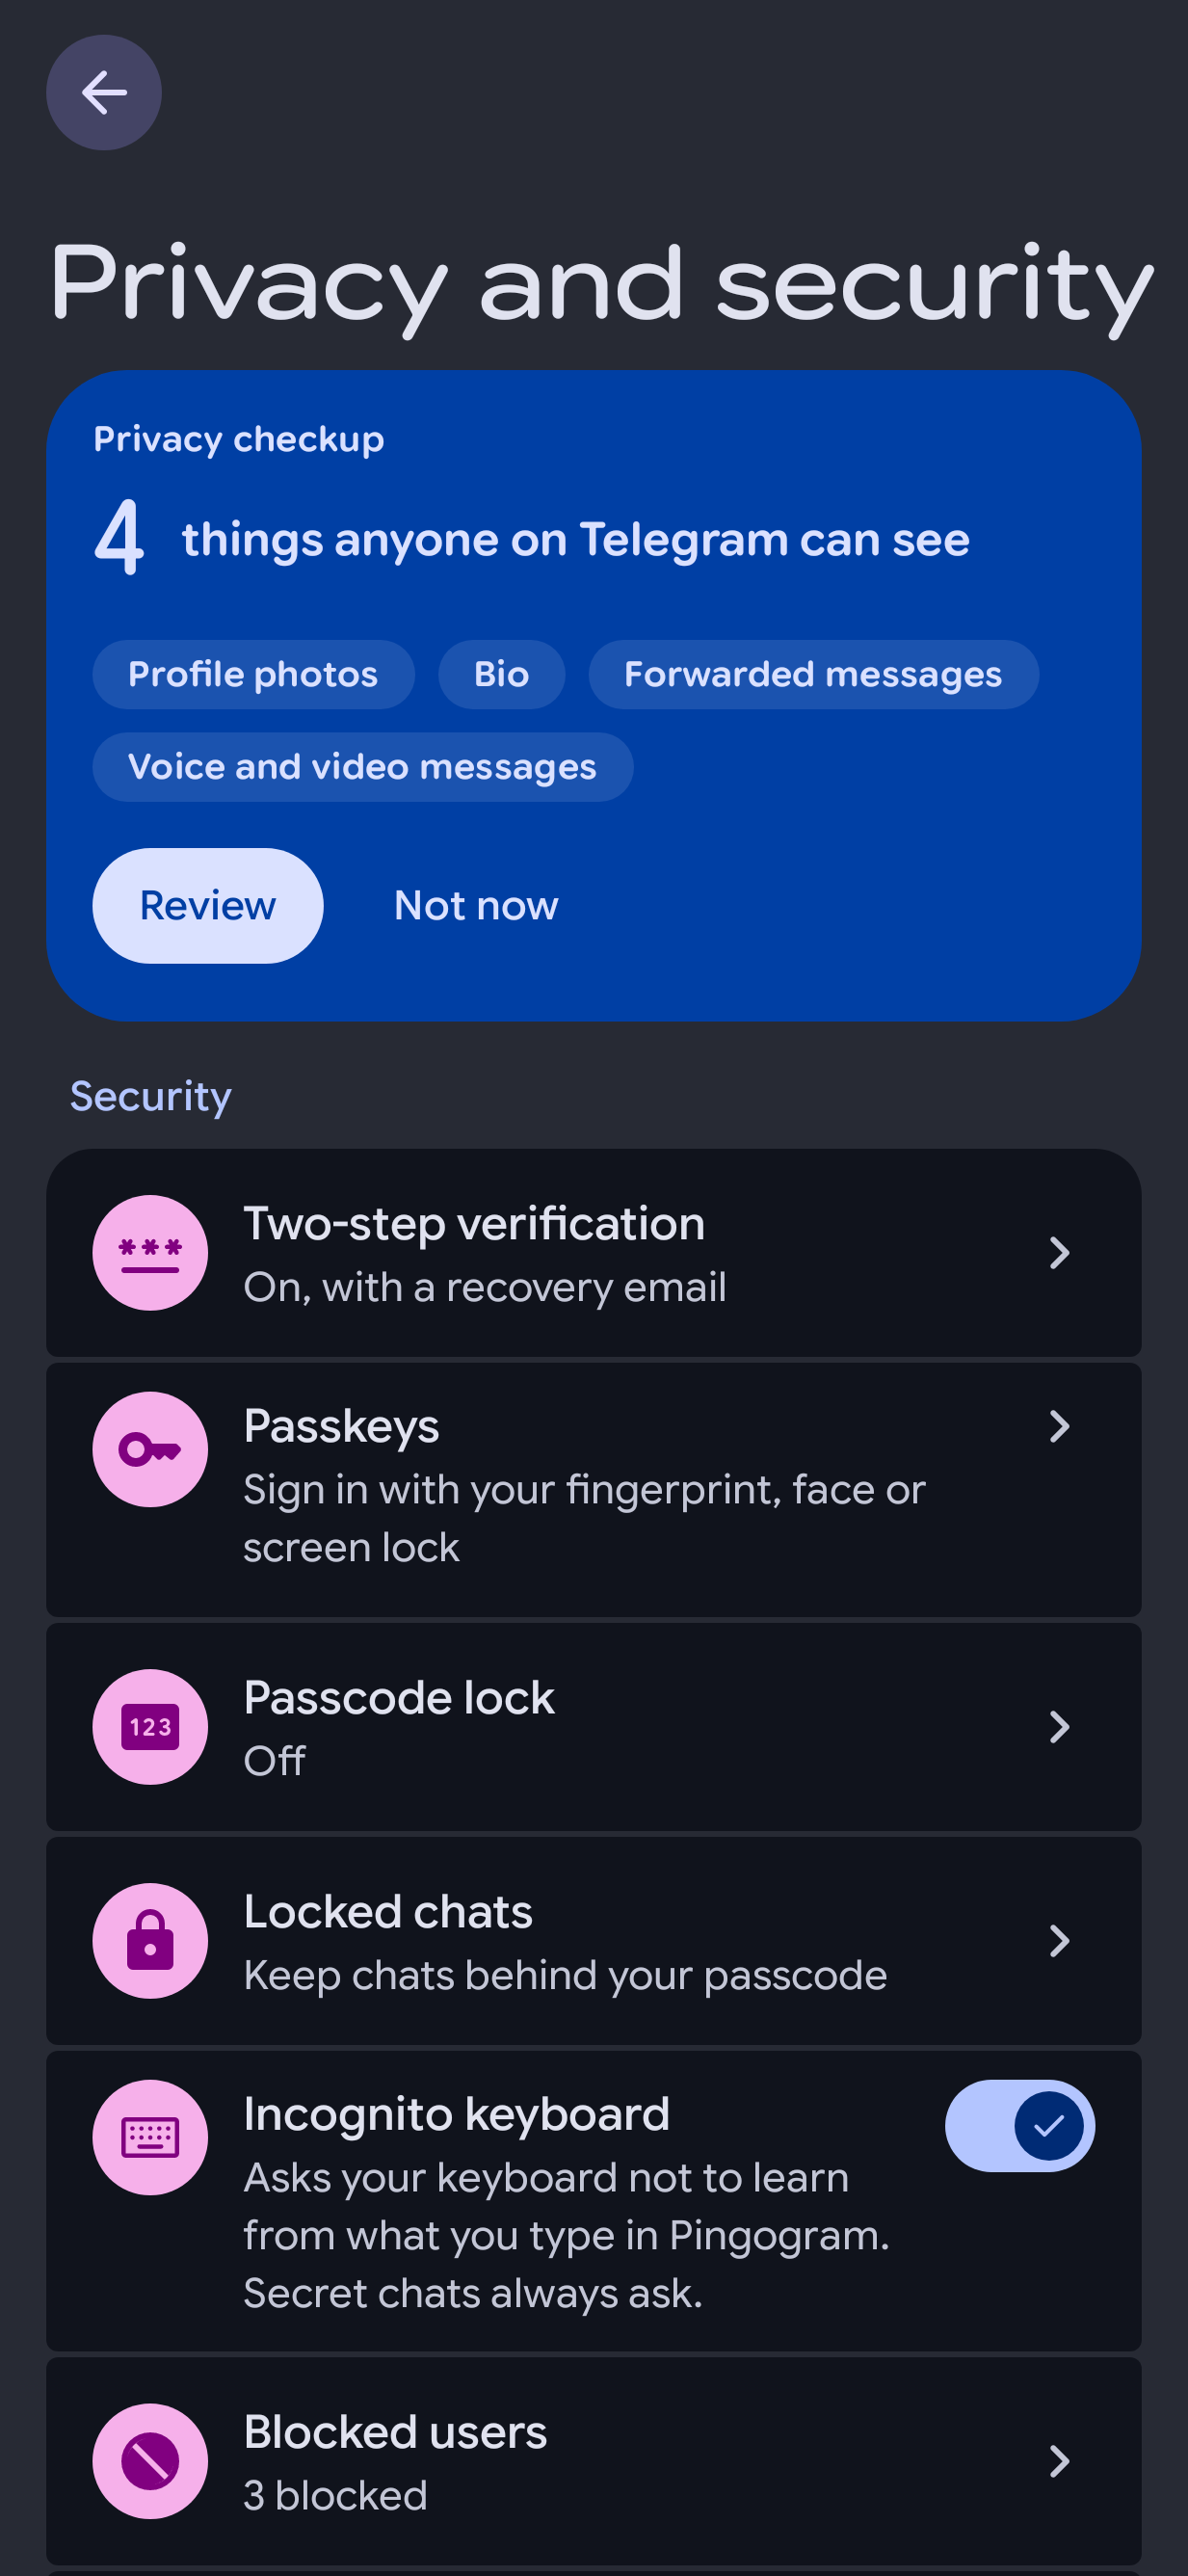 Privacy and security
Privacy checkup
4 things anyone on Telegram can see
Profile photos Bio Forwarded messages
Voice and video messages
Review Not now
Security
Two-step verification
On, with a recovery email
Passkeys
Sign in with your fingerprint, face or
screen lock
123
Passcode lock
Off
Locked chats
Keep chats behind your passcode
Incognito keyboard
Asks your keyboard not to learn
from what you type in Pingogram.
Secret chats always ask.
Blocked users
3 blocked